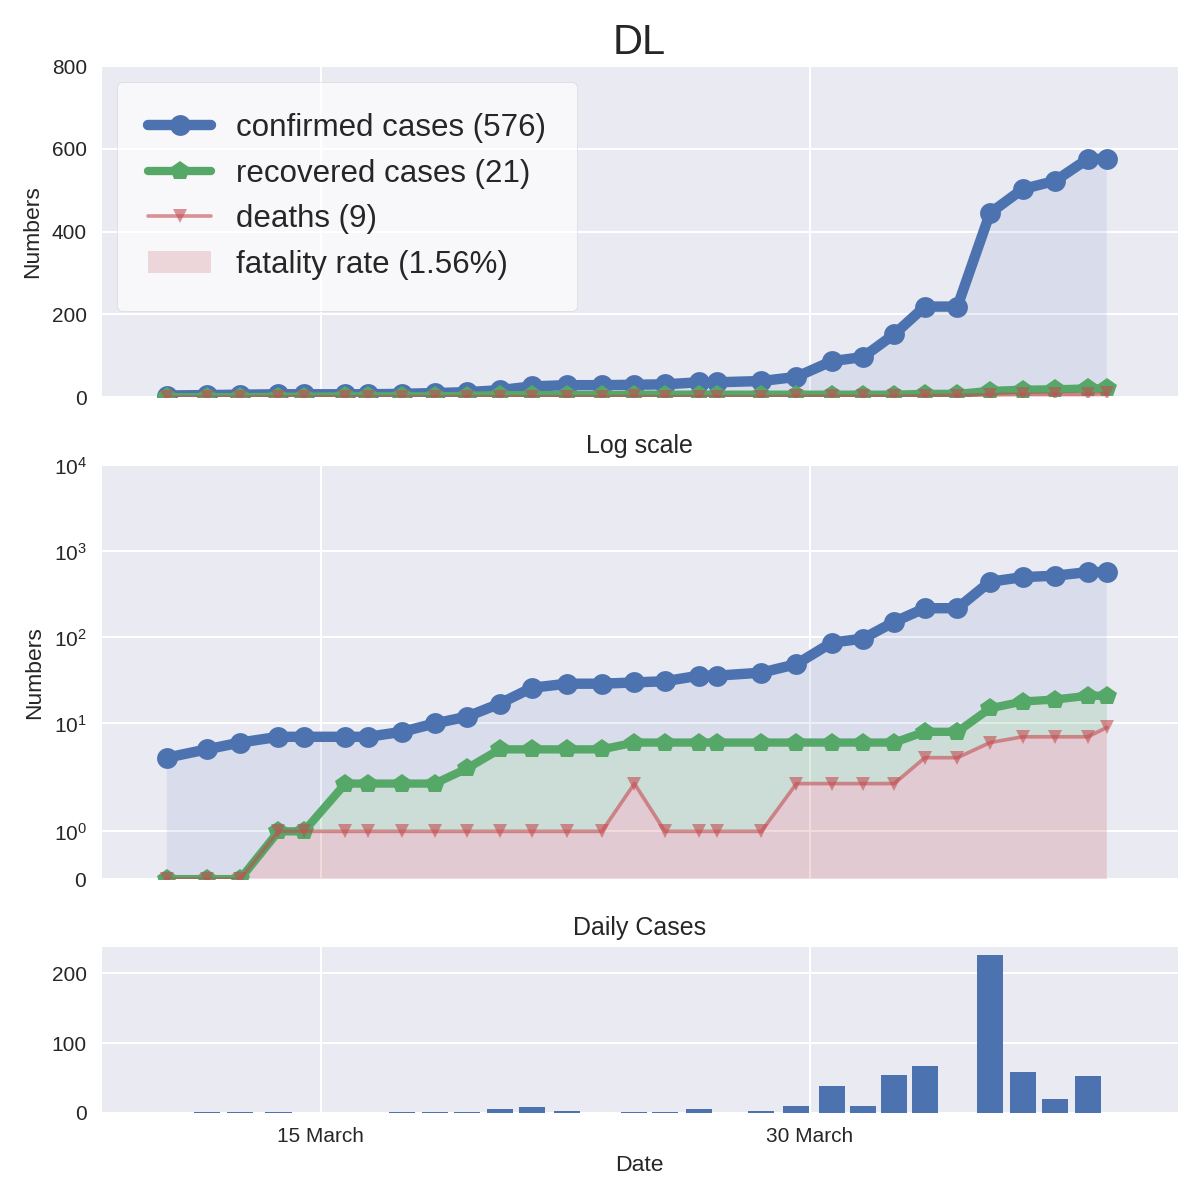 DL
800
600
400
200
0
Numbers
confirmed cases (576)
recovered cases (21)
deaths (9)
fatality rate (1.56%)
Log scale
10⁴
10³
10²
10¹
10⁰
0
Numbers
Daily Cases
200
100
0
15 March
30 March
Date